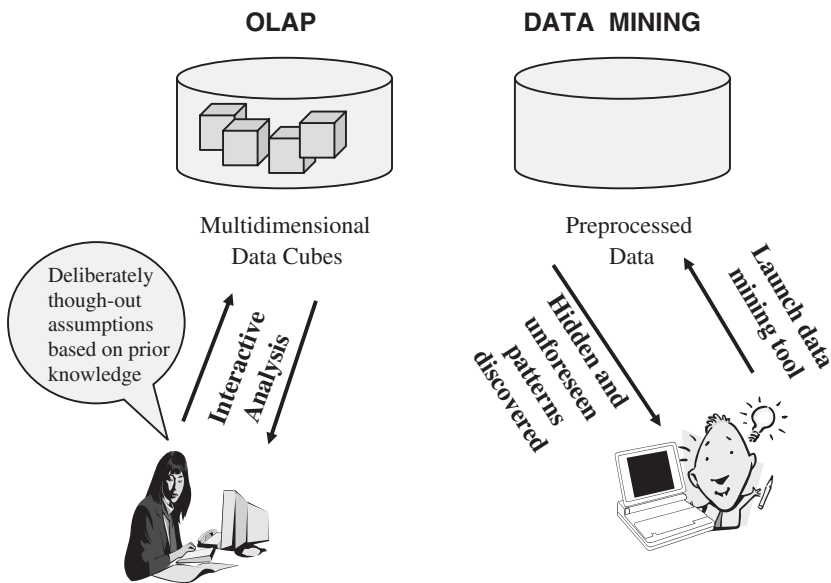 OLAP
DATA MINING
Multidimensional
Data Cubes
Preprocessed
Data
Deliberately
though-out
assumptions
based on prior
knowledge
Interactive
Analysis
Hidden and
unforeseen
patterns
discovered
Launch data
mining tool